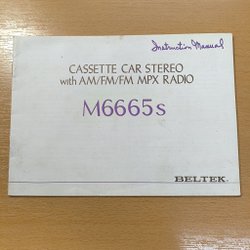 Instruction Manual
CASSETTE CAR STEREO
with AM/FM/FM MPX RADIO
M6665s
BELTEK